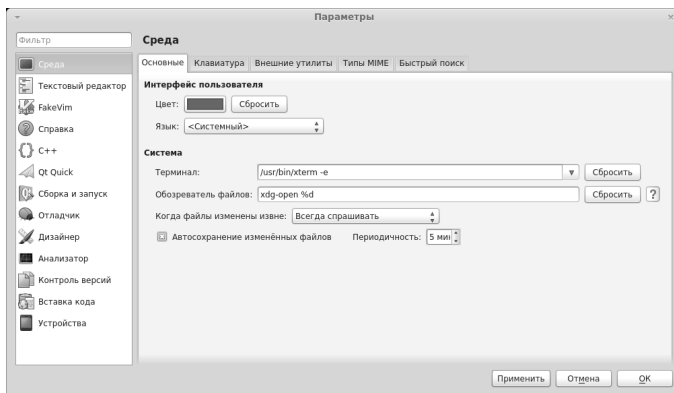 Параметры
Фильтр
Среда
Текстовый редактор
FakeVim
Справка
C++
Qt Quick
Сборка и запуск
Отладчик
Дизайнер
Анализатор
Контроль версий
Вставка кода
Устройства
Среда
Основные Клавиатура Внешние утилиты Типы MIME Быстрый поиск
Интерфейс пользователя
Цвет: Сбросить
Язык: <Системный>
Система
Терминал: /usr/bin/xterm -e Сбросить
Обозреватель файлов: xdg-open %d Сбросить ?
Когда файлы изменены извне: Всегда спрашивать
Автосохранение изменённых файлов Периодичность: 5 мин
Применить Отмена OK